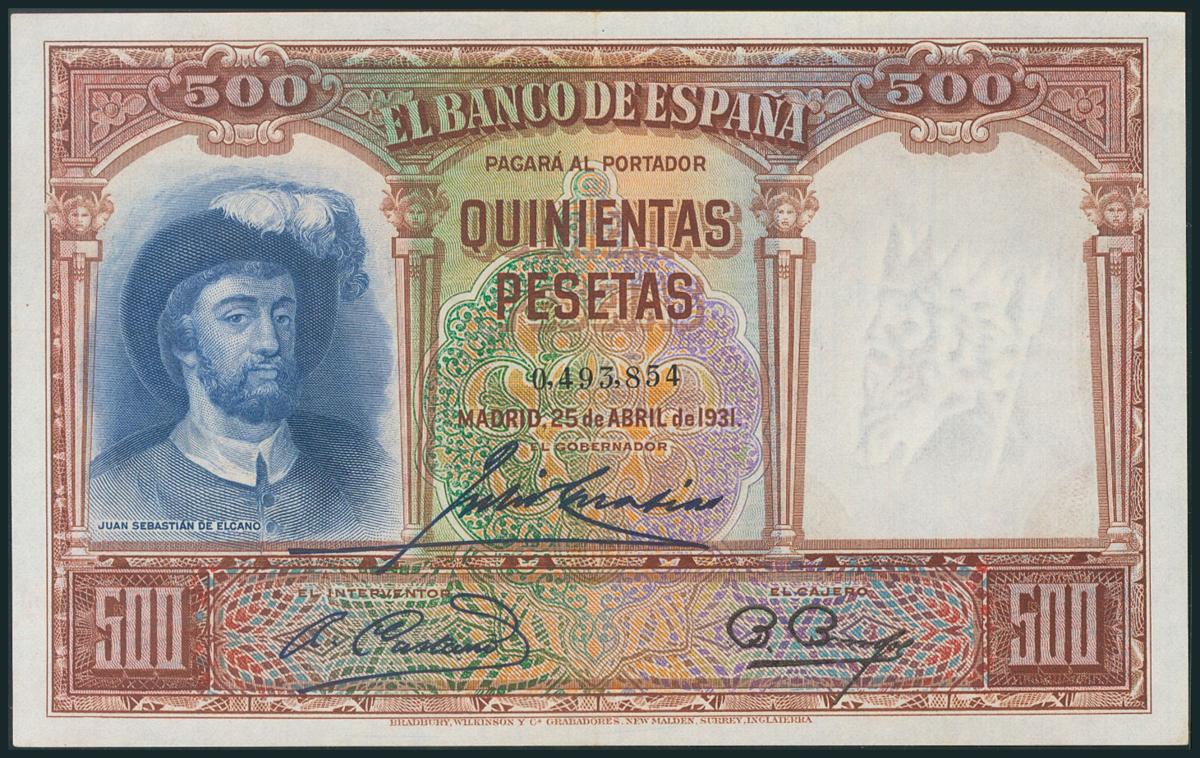 500
500
EL BANCO DE ESPAÑA
PAGARÁ AL PORTADOR
QUINIENTAS
PESETAS
0,493,854
MADRID, 25 de ABRIL de 1931.
EL GOBERNADOR
JUAN SEBASTIÁN DE ELCANO
EL INTERVENTOR
EL CAJERO
500
500
BRADBURY, WILKINSON Y Cª GRABADORES. NEW MALDEN, SURREY, INGLATERRA